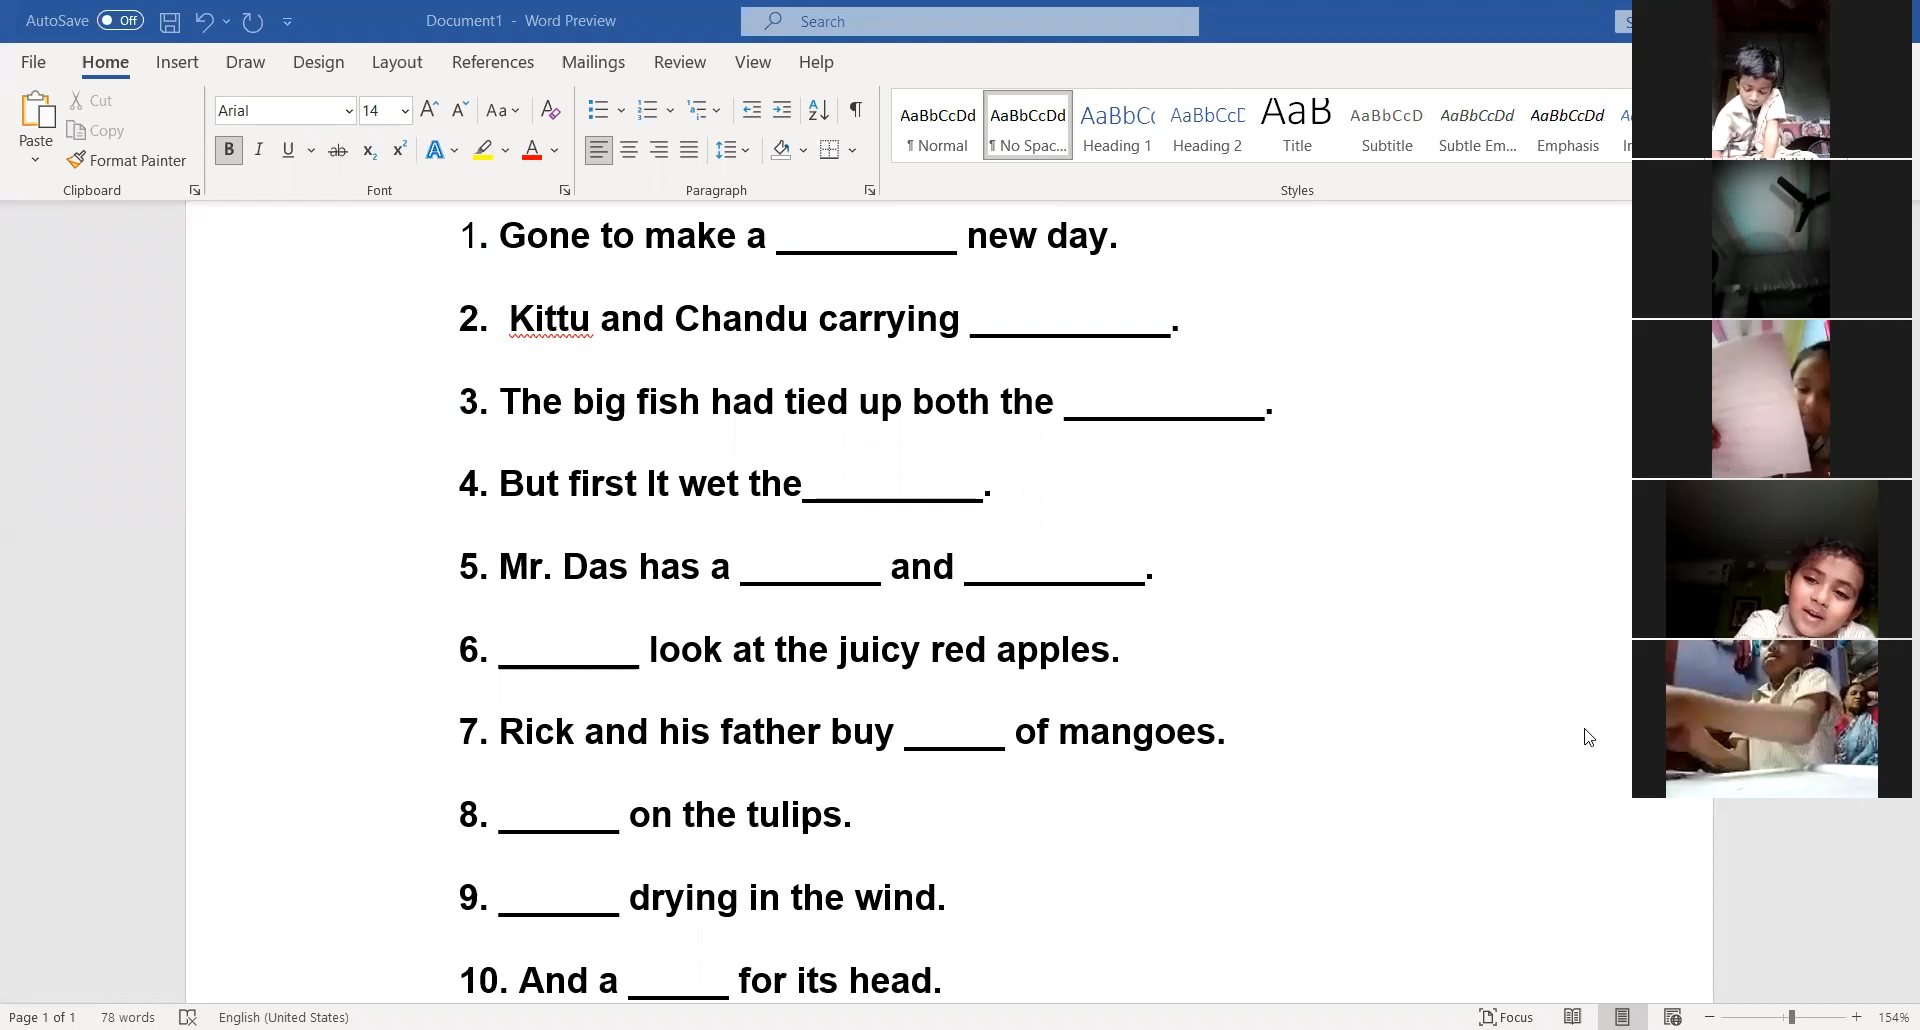 AutoSave Off Document1 - Word Preview Search
File Home Insert Draw Design Layout References Mailings Review View Help
Paste Cut Copy Format Painter
Arial 14
AaBbCcDd AaBbCcDd AaBbC AaBbCcD AaB AaBbCcD AaBbCcDd AaBbCcDd
¶ Normal ¶ No Spac... Heading 1 Heading 2 Title Subtitle Subtle Em... Emphasis
Clipboard Font Paragraph Styles
1. Gone to make a _________ new day.
2. Kittu and Chandu carrying __________.
3. The big fish had tied up both the __________.
4. But first It wet the_________.
5. Mr. Das has a _______ and _________.
6. _______ look at the juicy red apples.
7. Rick and his father buy _____ of mangoes.
8. ______ on the tulips.
9. ______ drying in the wind.
10. And a _____ for its head.
Page 1 of 1 78 words English (United States) Focus 154%